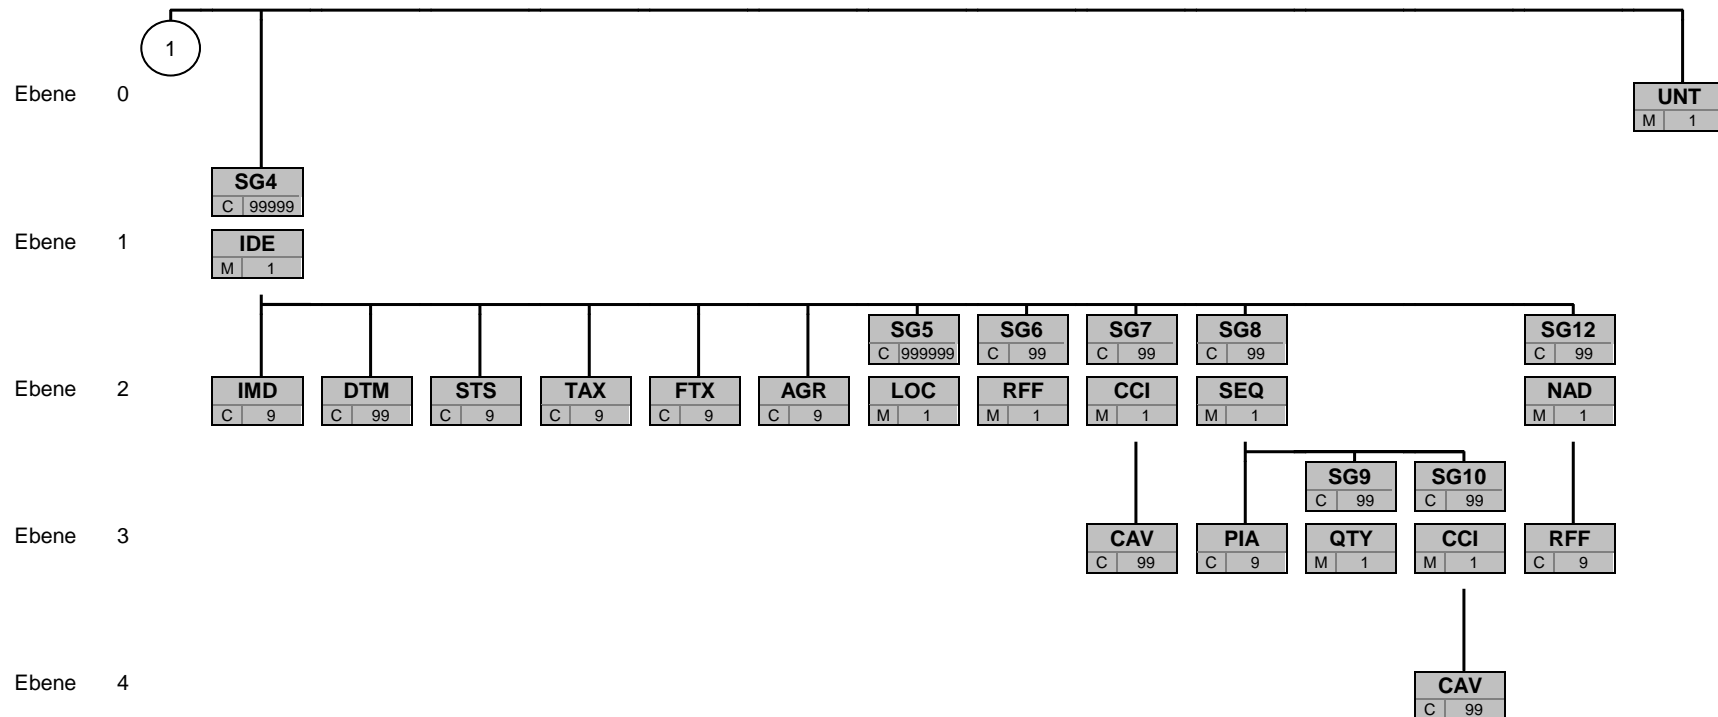 1
Ebene 0
UNT
M 1
SG4
C 99999
Ebene 1
IDE
M 1
SG5 SG6 SG7 SG8 SG12
C 999999 C 99 C 99 C 99 C 99
Ebene 2
IMD DTM STS TAX FTX AGR LOC RFF CCI SEQ NAD
C 9 C 99 C 9 C 9 C 9 C 9 M 1 M 1 M 1 M 1 M 1
SG9 SG10
C 99 C 99
Ebene 3
CAV PIA QTY CCI RFF
C 99 C 9 M 1 M 1 C 9
Ebene 4
CAV
C 99